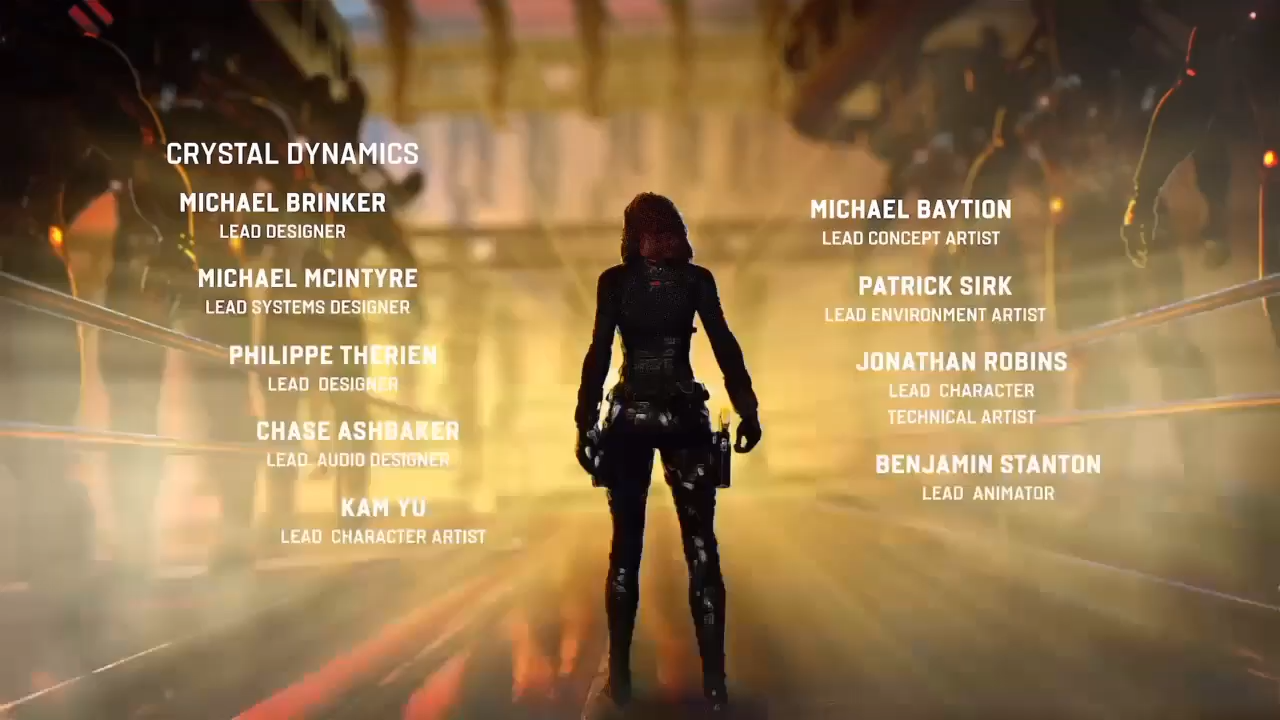 CRYSTAL DYNAMICS
MICHAEL BRINKER
LEAD DESIGNER
MICHAEL MCINTYRE
LEAD SYSTEMS DESIGNER
PHILIPPE THERIEN
LEAD DESIGNER
CHASE ASHBAKER
LEAD AUDIO DESIGNER
KAM YU
LEAD CHARACTER ARTIST
MICHAEL BAYTION
LEAD CONCEPT ARTIST
PATRICK SIRK
LEAD ENVIRONMENT ARTIST
JONATHAN ROBINS
LEAD CHARACTER
TECHNICAL ARTIST
BENJAMIN STANTON
LEAD ANIMATOR